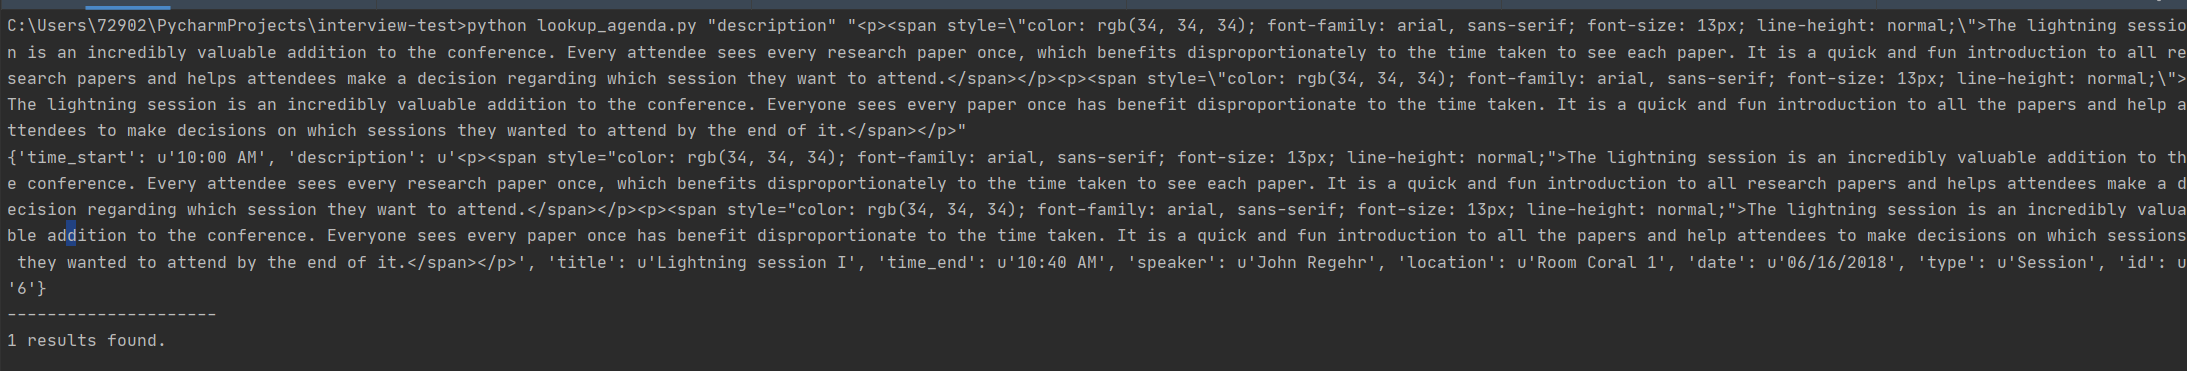 C:\Users\72902\PycharmProjects\interview-test>python lookup_agenda.py "description" "<p><span style=\"color: rgb(34, 34, 34); font-family: arial, sans-serif; font-size: 13px; line-height: normal;\">The lightning sessio
n is an incredibly valuable addition to the conference. Every attendee sees every research paper once, which benefits disproportionately to the time taken to see each paper. It is a quick and fun introduction to all re
search papers and helps attendees make a decision regarding which session they want to attend.</span></p><p><span style=\"color: rgb(34, 34, 34); font-family: arial, sans-serif; font-size: 13px; line-height: normal;\">
The lightning session is an incredibly valuable addition to the conference. Everyone sees every paper once has benefit disproportionate to the time taken. It is a quick and fun introduction to all the papers and help a
ttendees to make decisions on which sessions they wanted to attend by the end of it.</span></p>"
{'time_start': u'10:00 AM', 'description': u'<p><span style="color: rgb(34, 34, 34); font-family: arial, sans-serif; font-size: 13px; line-height: normal;">The lightning session is an incredibly valuable addition to th
e conference. Every attendee sees every research paper once, which benefits disproportionately to the time taken to see each paper. It is a quick and fun introduction to all research papers and helps attendees make a d
ecision regarding which session they want to attend.</span></p><p><span style="color: rgb(34, 34, 34); font-family: arial, sans-serif; font-size: 13px; line-height: normal;">The lightning session is an incredibly valua
ble addition to the conference. Everyone sees every paper once has benefit disproportionate to the time taken. It is a quick and fun introduction to all the papers and help attendees to make decisions on which sessions
 they wanted to attend by the end of it.</span></p>', 'title': u'Lightning session I', 'time_end': u'10:40 AM', 'speaker': u'John Regehr', 'location': u'Room Coral 1', 'date': u'06/16/2018', 'type': u'Session', 'id': u
'6'}
---------------------
1 results found.